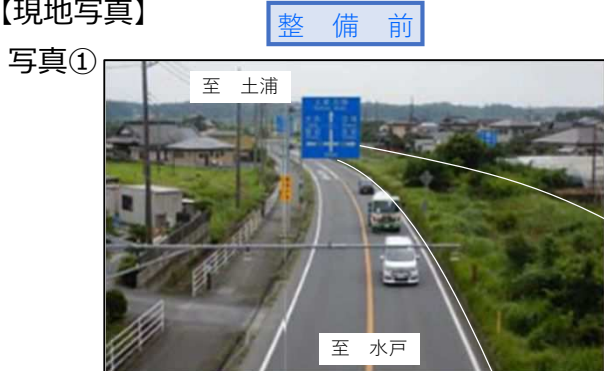 【現地写真】
整 備 前
写真①
至 土浦
至 水戸